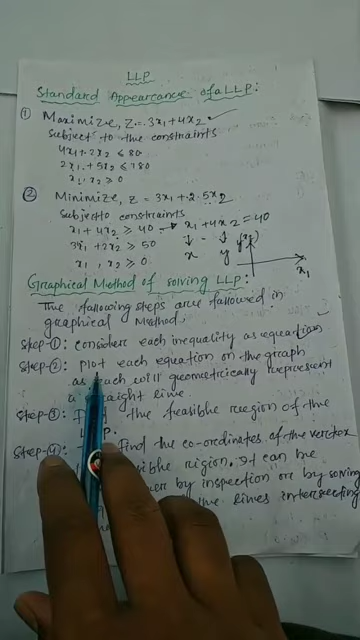 LLP
Standard Appearance of a LLP:
① Maximize, Z = 3x1 + 4x2
Subject to the constraints
4x1 + 2x2 ≤ 80
2x1 + 5x2 ≤ 180
x1, x2 ≥ 0
② Minimize, Z = 3x1 + 2.5x2
Subject to constraints
x1 + 4x2 ≥ 40 → x1 + 4x2 = 40
3x1 + 2x2 ≥ 50 x y
x1, x2 ≥ 0 x1
Graphical Method of solving LLP:
The following steps are followed in
graphical Method.
Step-① consider each inequality as equation
Step-② Plot each equation on the graph
as each will geometrically represent
a straight line.
Step-③ the feasible region of the
Step-④ Find the co-ordinates of the vertex
region. It can be
by inspection or by solving
the lines intersecting